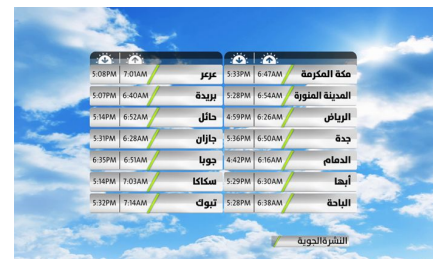 مكة المكرمة 6:47AM 5:33PM عرعر 7:01AM 5:08PM
المدينة المنورة 6:54AM 5:28PM بريدة 6:40AM 5:07PM
الرياض 6:26AM 4:59PM حائل 6:52AM 5:14PM
جدة 6:50AM 5:36PM جازان 6:28AM 5:31PM
الدمام 6:16AM 4:42PM جوبا 6:51AM 6:35PM
أبها 6:30AM 5:29PM سكاكا 7:03AM 5:14PM
الباحة 6:38AM 5:28PM تبوك 7:14AM 5:32PM
النشرةالجوية